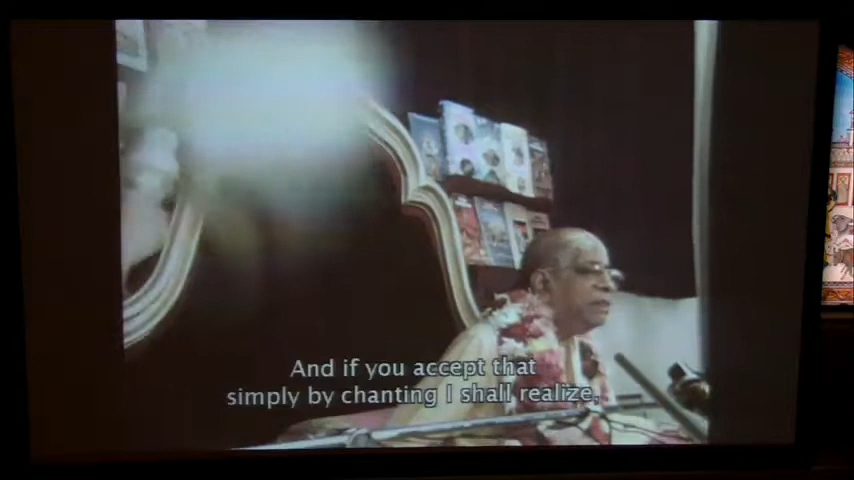 And if you accept that
simply by chanting I shall realize,